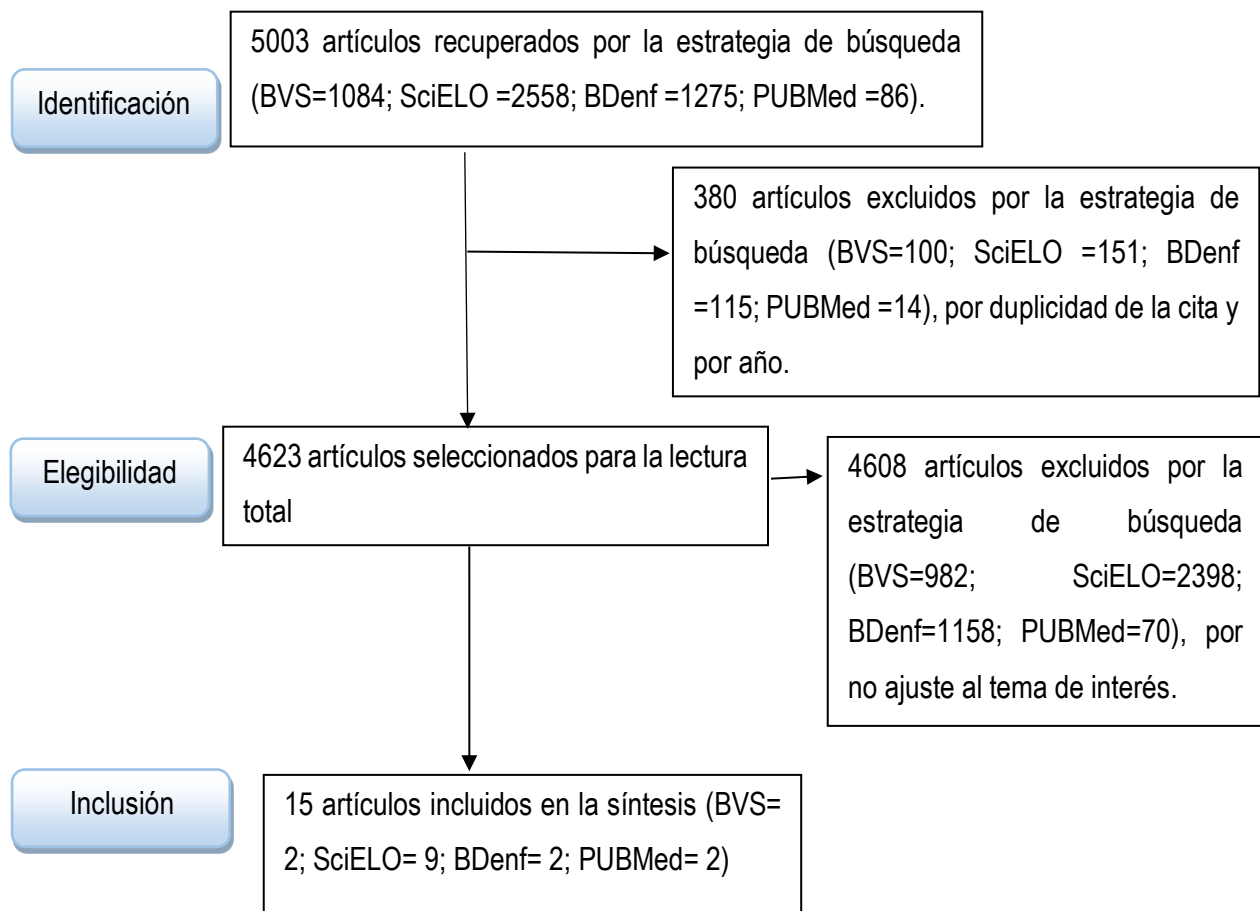 Identificación
5003 artículos recuperados por la estrategia de búsqueda
(BVS=1084; SciELO =2558; BDenf =1275; PUBMed =86).
380 artículos excluidos por la estrategia de
búsqueda (BVS=100; SciELO =151; BDenf
=115; PUBMed =14), por duplicidad de la cita y
por año.
Elegibilidad
4623 artículos seleccionados para la lectura
total
4608 artículos excluidos por la
estrategia de búsqueda
(BVS=982; SciELO=2398;
BDenf=1158; PUBMed=70), por
no ajuste al tema de interés.
Inclusión
15 artículos incluidos en la síntesis (BVS=
2; SciELO= 9; BDenf= 2; PUBMed= 2)